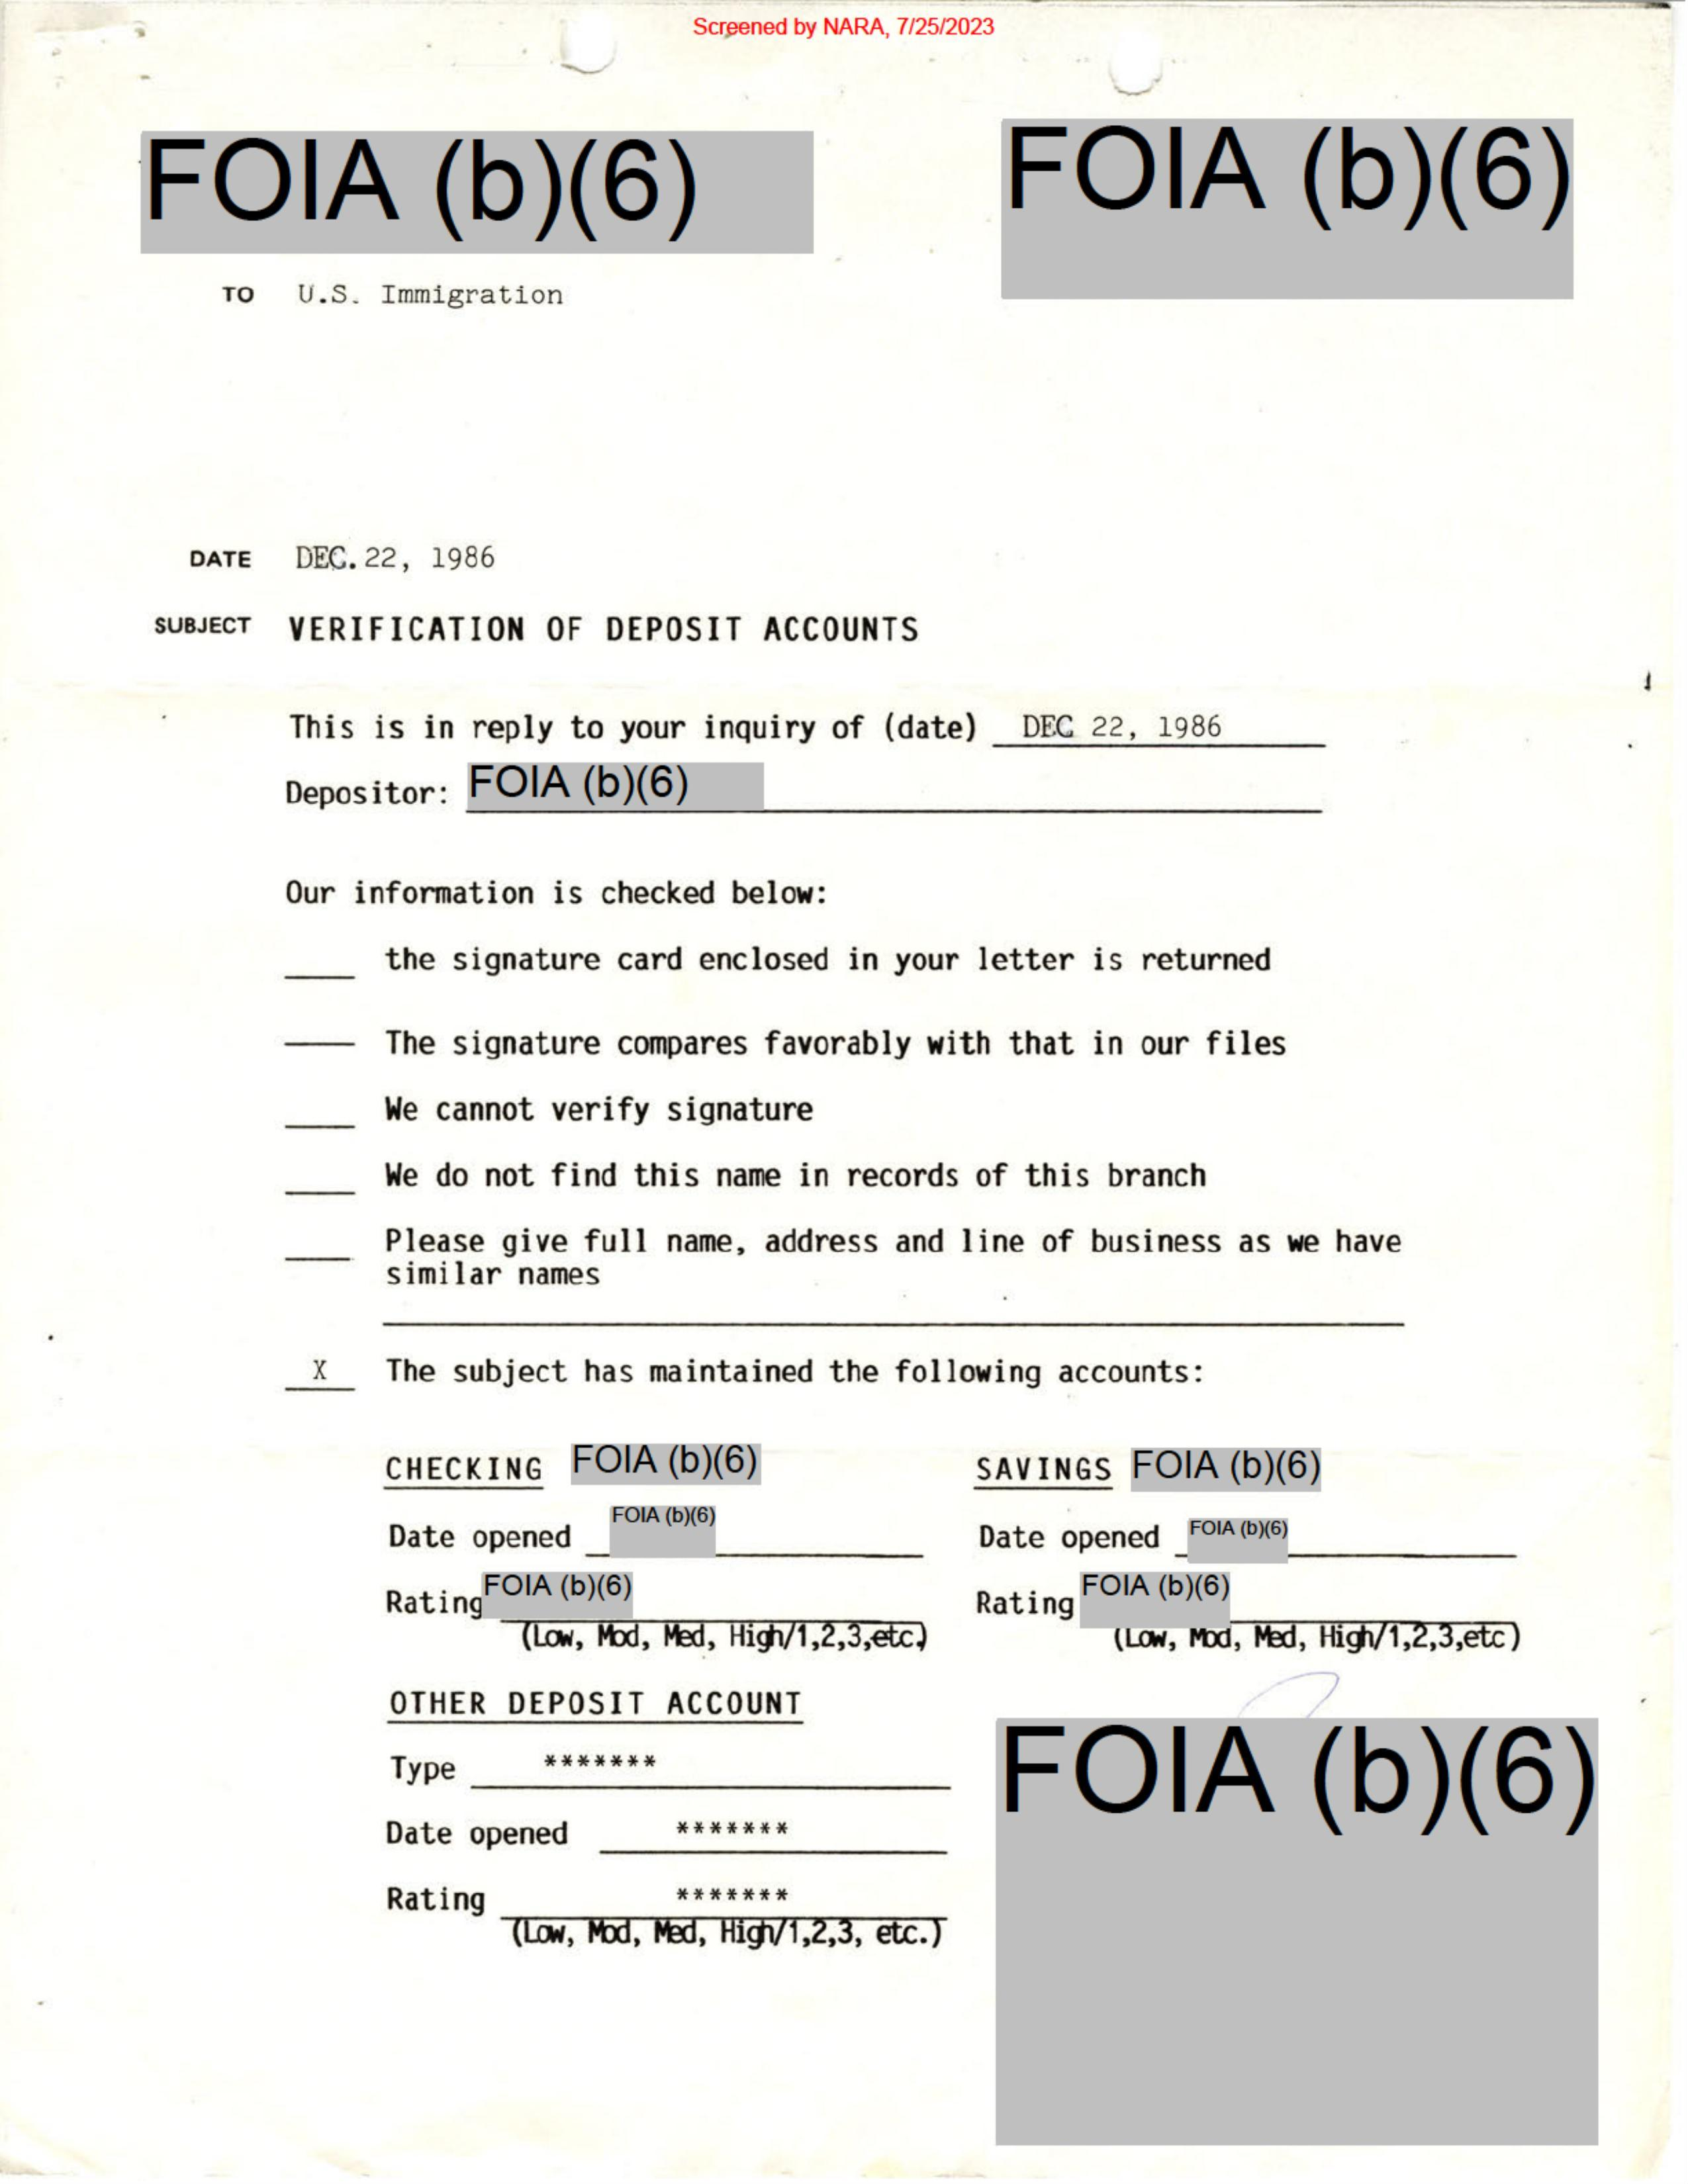 Screened by NARA, 7/25/2023
FOIA (b)(6)
FOIA (b)(6)
TO U.S. Immigration
DATE DEC. 22, 1986
SUBJECT VERIFICATION OF DEPOSIT ACCOUNTS
This is in reply to your inquiry of (date) DEC 22, 1986
Depositor: FOIA (b)(6)
Our information is checked below:
____ the signature card enclosed in your letter is returned
____ The signature compares favorably with that in our files
____ We cannot verify signature
____ We do not find this name in records of this branch
____ Please give full name, address and line of business as we have
similar names
X The subject has maintained the following accounts:
CHECKING FOIA (b)(6) SAVINGS FOIA (b)(6)
Date opened FOIA (b)(6) Date opened FOIA (b)(6)
Rating FOIA (b)(6) Rating FOIA (b)(6)
(Low, Mod, Med, High/1,2,3,etc.) (Low, Mod, Med, High/1,2,3,etc)
OTHER DEPOSIT ACCOUNT
FOIA (b)(6)
Type *******
Date opened *******
Rating *******
(Low, Mod, Med, High/1,2,3, etc.)